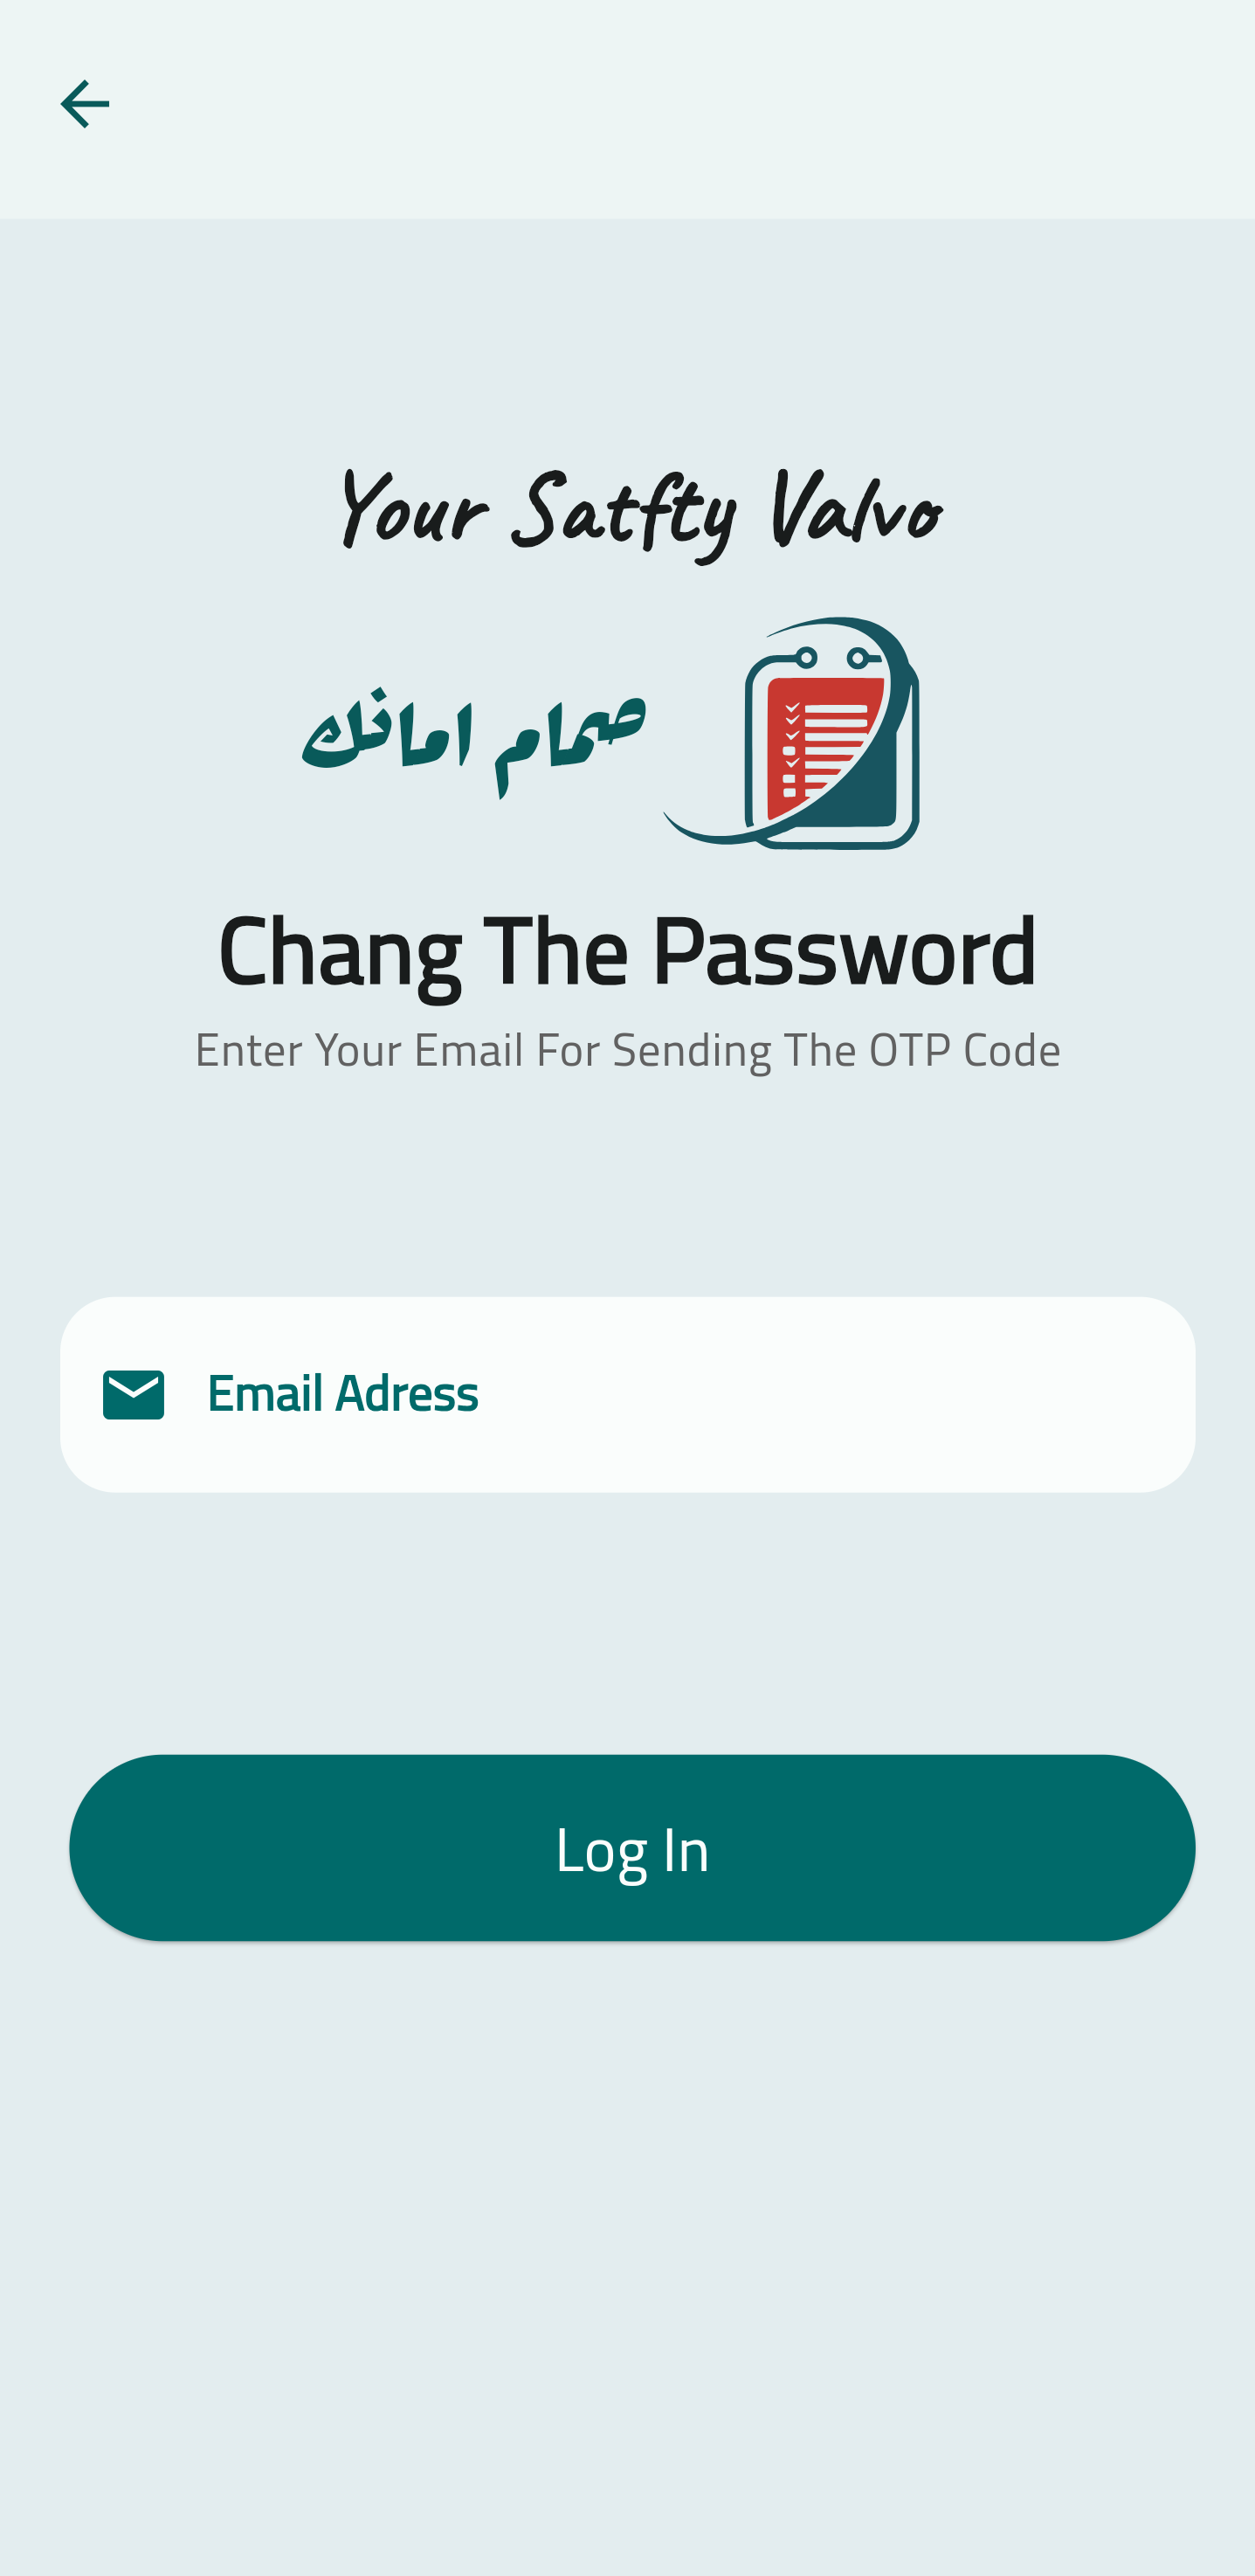 Your Satfty Valvo
صمام امانك
Chang The Password
Enter Your Email For Sending The OTP Code
Email Adress
Log In